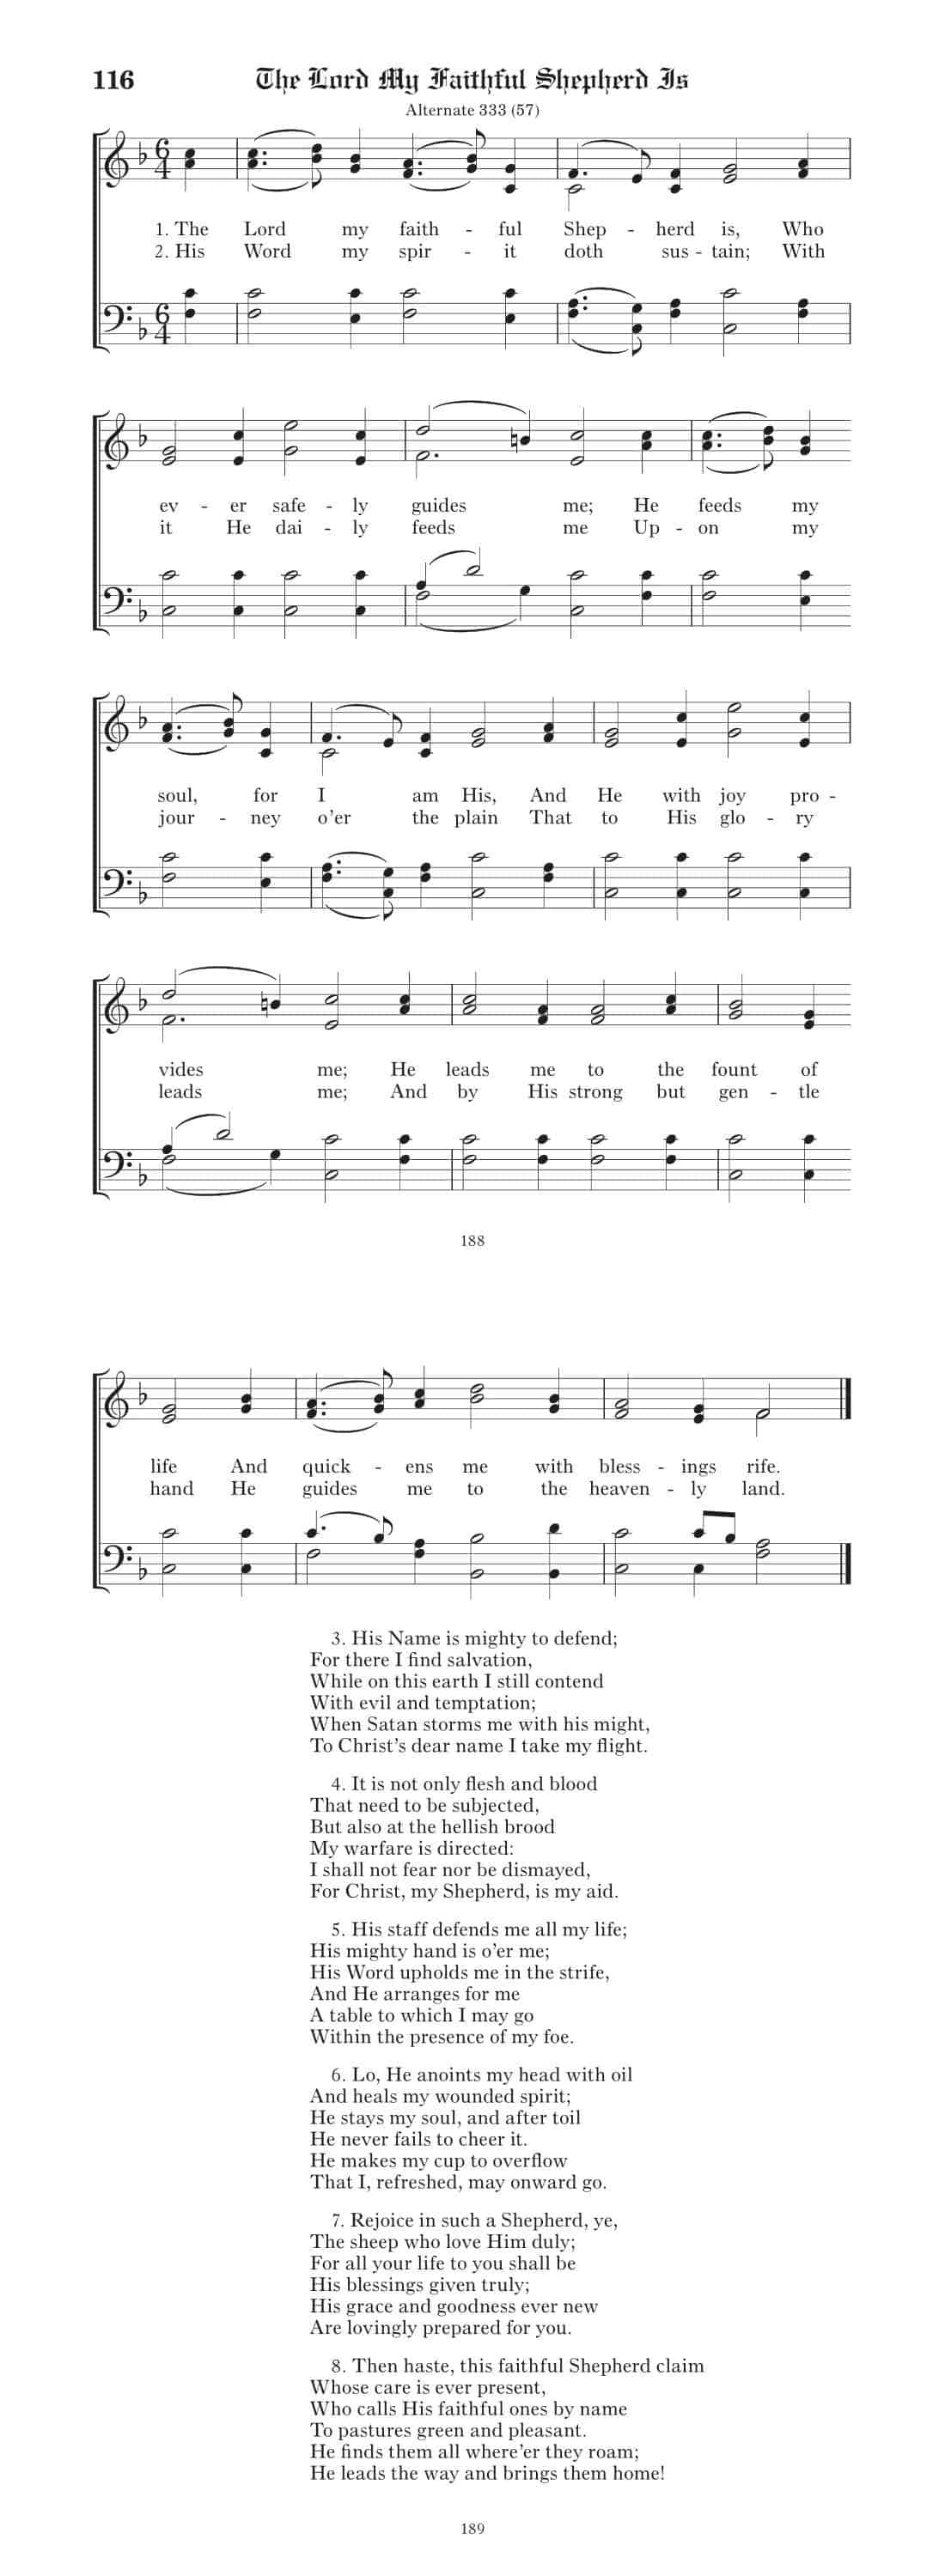 116 The Lord My Faithful Shepherd Is
Alternate 333 (57)
1. The Lord my faith - ful Shep - herd is, Who
2. His Word my spir - it doth sus - tain; With
ev - er safe - ly guides me; He feeds my
it He dai - ly feeds me Up - on my
soul, for I am His, And He with joy pro -
jour - ney o'er the plain That to His glo - ry
vides me; He leads me to the fount of
leads me; And by His strong but gen - tle
188
life And quick - ens me with bless - ings rife.
hand He guides me to the heaven - ly land.
3. His Name is mighty to defend;
For there I find salvation,
While on this earth I still contend
With evil and temptation;
When Satan storms me with his might,
To Christ's dear name I take my flight.
4. It is not only flesh and blood
That need to be subjected,
But also at the hellish brood
My warfare is directed:
I shall not fear nor be dismayed,
For Christ, my Shepherd, is my aid.
5. His staff defends me all my life;
His mighty hand is o'er me;
His Word upholds me in the strife,
And He arranges for me
A table to which I may go
Within the presence of my foe.
6. Lo, He anoints my head with oil
And heals my wounded spirit;
He stays my soul, and after toil
He never fails to cheer it.
He makes my cup to overflow
That I, refreshed, may onward go.
7. Rejoice in such a Shepherd, ye,
The sheep who love Him duly;
For all your life to you shall be
His blessings given truly;
His grace and goodness ever new
Are lovingly prepared for you.
8. Then haste, this faithful Shepherd claim
Whose care is ever present,
Who calls His faithful ones by name
To pastures green and pleasant.
He finds them all where'er they roam;
He leads the way and brings them home!
189